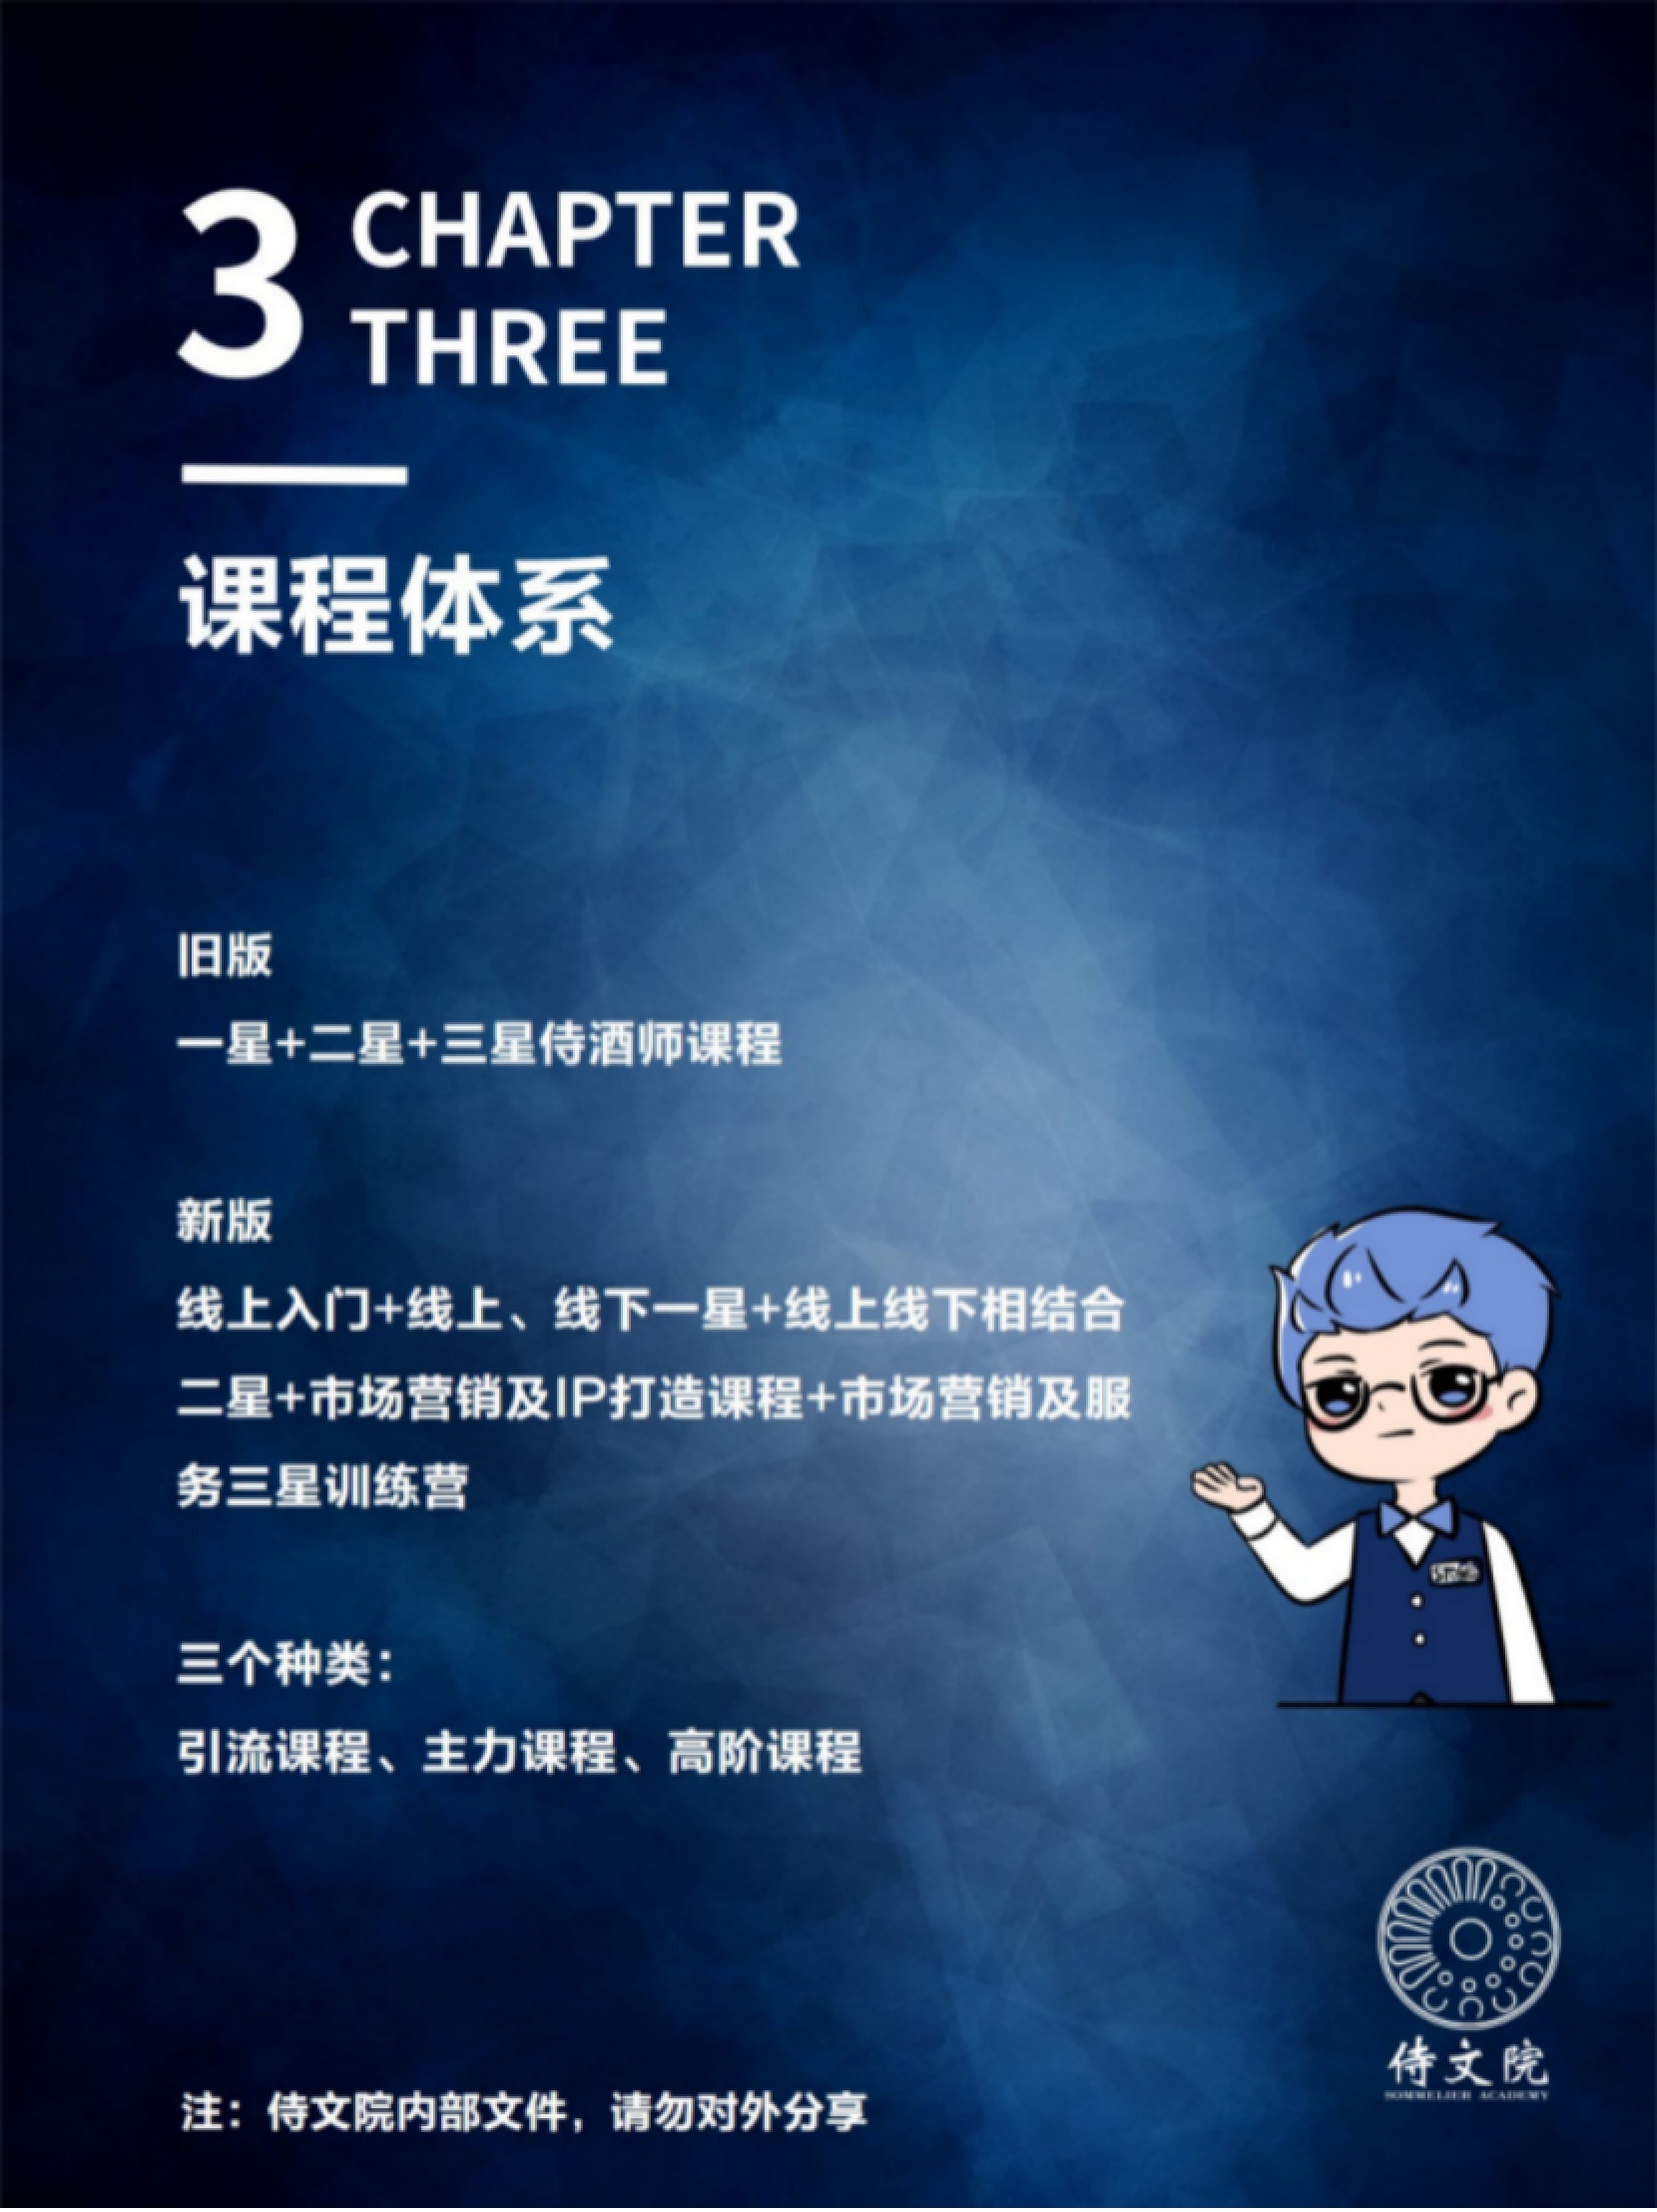 3 CHAPTER
THREE
课程体系
旧版
一星+二星+三星侍酒师课程
新版
线上入门+线上、线下一星+线上线下相结合
二星+市场营销及IP打造课程+市场营销及服
务三星训练营
三个种类：
引流课程、主力课程、高阶课程
侍文院
SOMMELIER ACADEMY
注：侍文院内部文件，请勿对外分享